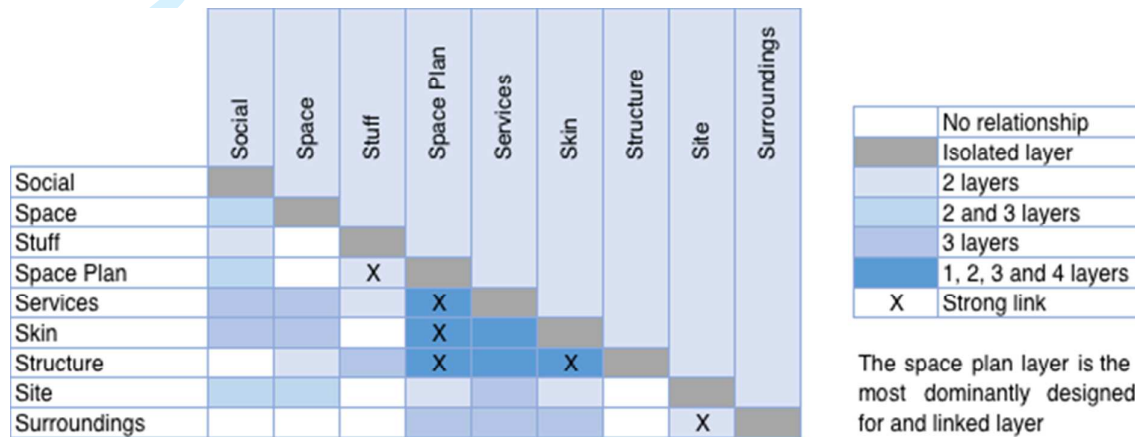 Social
Space
Stuff
Space Plan
Services
Skin
Structure
Site
Surroundings
Social
Space
Stuff
Space Plan X
Services X
Skin X
Structure X X
Site
Surroundings X
No relationship
Isolated layer
2 layers
2 and 3 layers
3 layers
1, 2, 3 and 4 layers
X Strong link
The space plan layer is the
most dominantly designed
for and linked layer